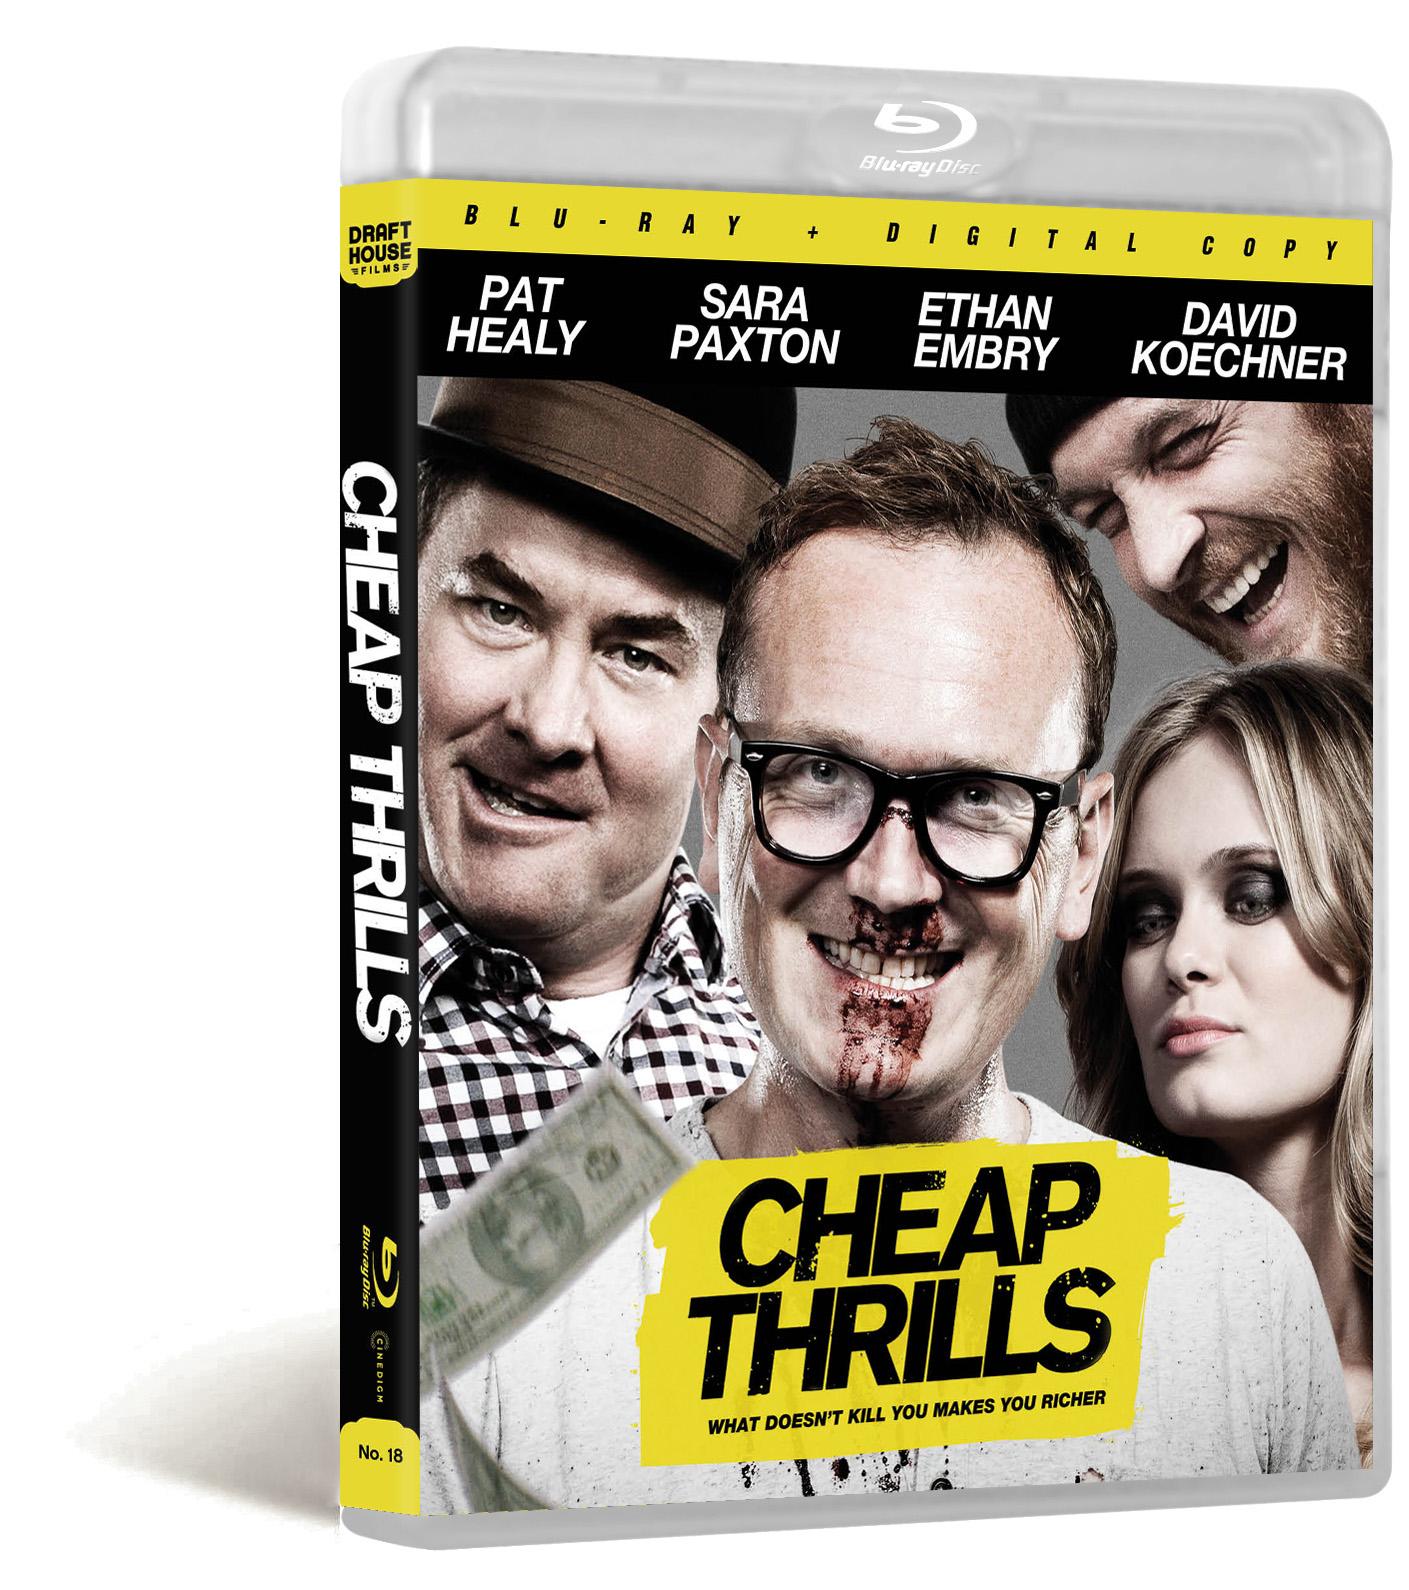 Blu-ray Disc
BLU-RAY + DIGITAL COPY
PAT HEALY
SARA PAXTON
ETHAN EMBRY
DAVID KOECHNER
CHEAP
THRILLS
WHAT DOESN'T KILL YOU MAKES YOU RICHER
DRAFT
HOUSE
FILMS
CHEAP THRILLS
Blu-ray Disc
CINEDIGM
No. 18